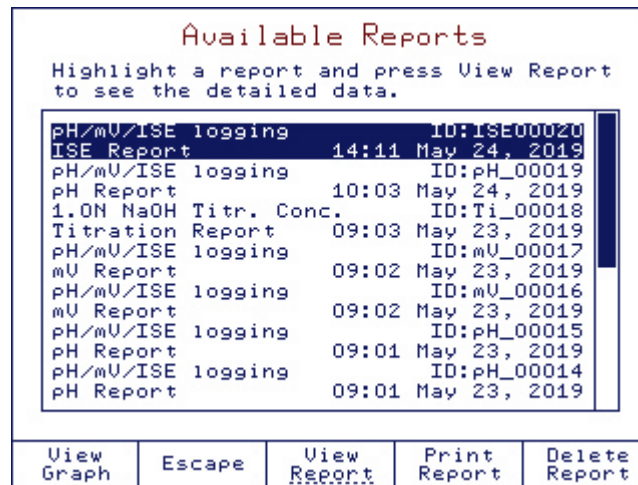 Available Reports
Highlight a report and press View Report
to see the detailed data.
pH/mV/ISE logging ID:ISE00020
ISE Report 14:11 May 24, 2019
pH/mV/ISE logging ID:pH_00019
pH Report 10:03 May 24, 2019
1.0N NaOH Titr. Conc. ID:Ti_00018
Titration Report 09:03 May 23, 2019
pH/mV/ISE logging ID:mV_00017
mV Report 09:02 May 23, 2019
pH/mV/ISE logging ID:mV_00016
mV Report 09:02 May 23, 2019
pH/mV/ISE logging ID:pH_00015
pH Report 09:01 May 23, 2019
pH/mV/ISE logging ID:pH_00014
pH Report 09:01 May 23, 2019
View Graph
Escape
View Report
Print Report
Delete Report